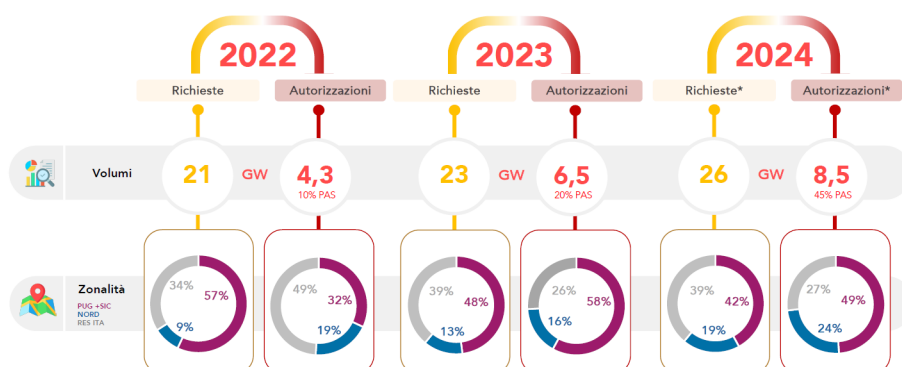 2022
2023
2024
Richieste
Autorizzazioni
Richieste
Autorizzazioni
Richieste*
Autorizzazioni*
Volumi
21
GW
4,3
10% PAS
23
GW
6,5
20% PAS
26
GW
8,5
45% PAS
Zonalità
PUG +SIC
NORD
RES ITA
34%
57%
9%
49%
32%
19%
39%
48%
13%
26%
58%
16%
39%
42%
19%
27%
49%
24%